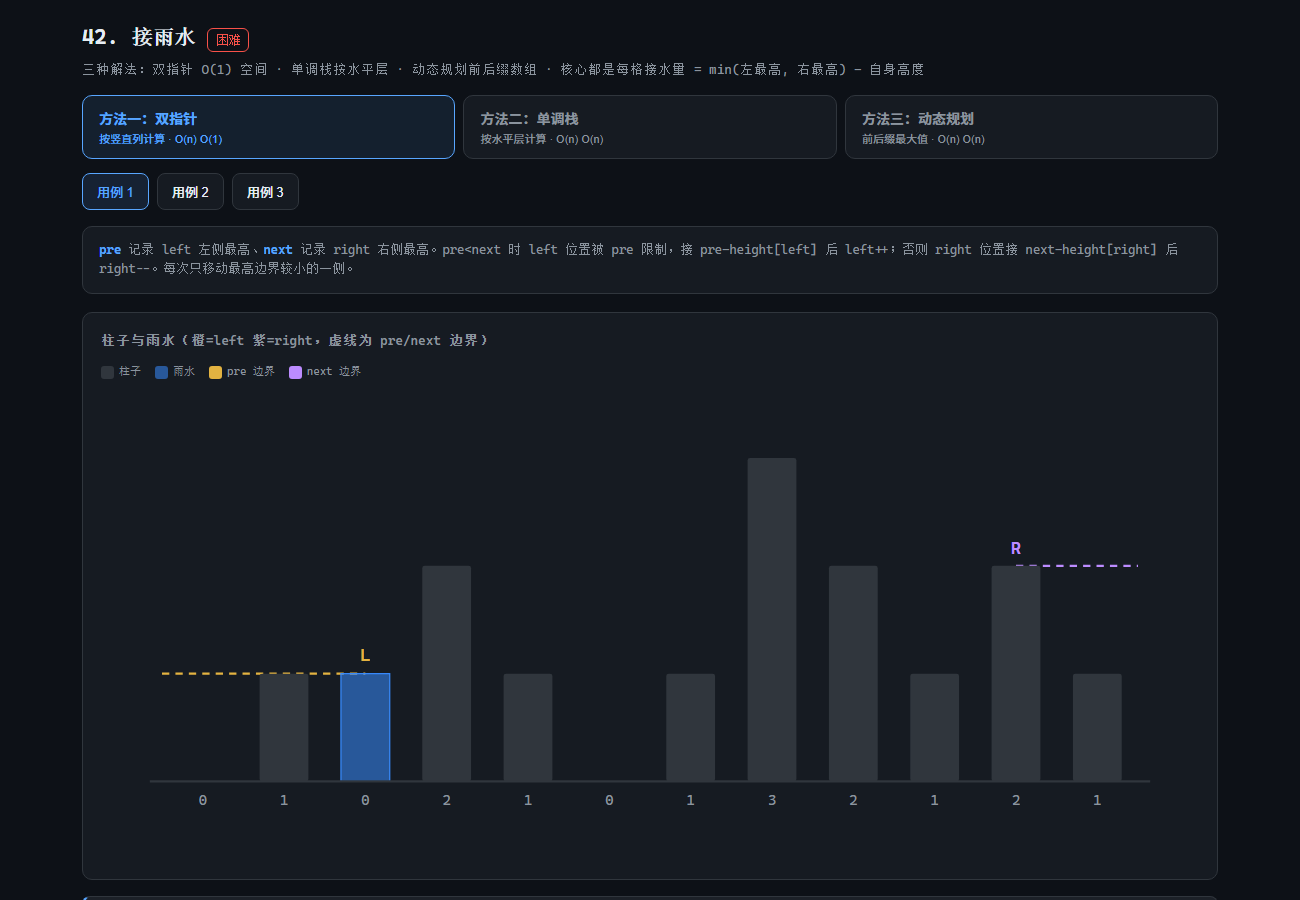 42. 接雨水 困难
三种解法: 双指针 O(1) 空间 · 单调栈按水平层 · 动态规划前后缀数组 · 核心都是每格接水量 = min(左最高, 右最高) − 自身高度
方法一：双指针
按竖直列计算 · O(n) O(1)
方法二：单调栈
按水平层计算 · O(n) O(n)
方法三：动态规划
前后缀最大值 · O(n) O(n)
用例 1 用例 2 用例 3
pre 记录 left 左侧最高、next 记录 right 右侧最高。pre<next 时 left 位置被 pre 限制，接 pre-height[left] 后 left++；否则 right 位置接 next-height[right] 后
right--。每次只移动最高边界较小的一侧。
柱子与雨水（橙=left 紫=right，虚线为 pre/next 边界）
柱子 雨水 pre 边界 next 边界
R
L
0 1 0 2 1 0 1 3 2 1 2 1